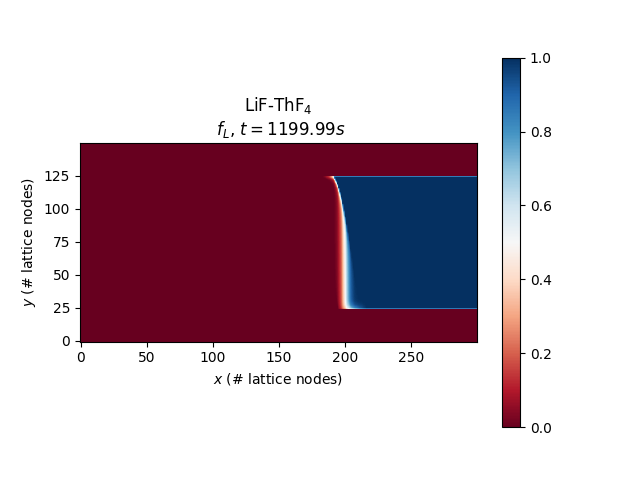 LiF-ThF₄
f_L, t = 1199.99s
1.0
0.8
0.6
0.4
0.2
0.0
125
100
75
50
25
0
y (# lattice nodes)
0 50 100 150 200 250
x (# lattice nodes)